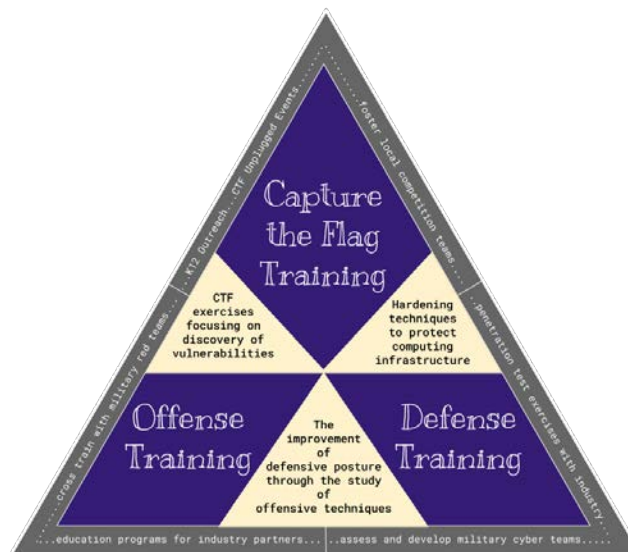 ...K12 Outreach...CTF Unplugged Events...
...foster local competition teams...
Capture
the Flag
Training
CTF
exercises
focusing on
discovery of
vulnerabilities
Hardening
techniques
to protect
computing
infrastructure
...cross train with military red teams...
...penetration test exercises with industry
Offense
Training
The
improvement
of
defensive posture
through the study
of
offensive techniques
Defense
Training
...education programs for industry partners...
..assess and develop military cyber teams.....